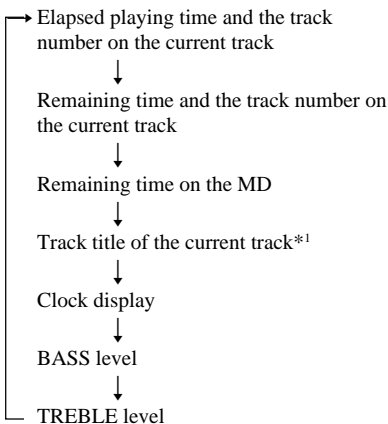 Elapsed playing time and the track
number on the current track
Remaining time and the track number on
the current track
Remaining time on the MD
Track title of the current track*1
Clock display
BASS level
TREBLE level